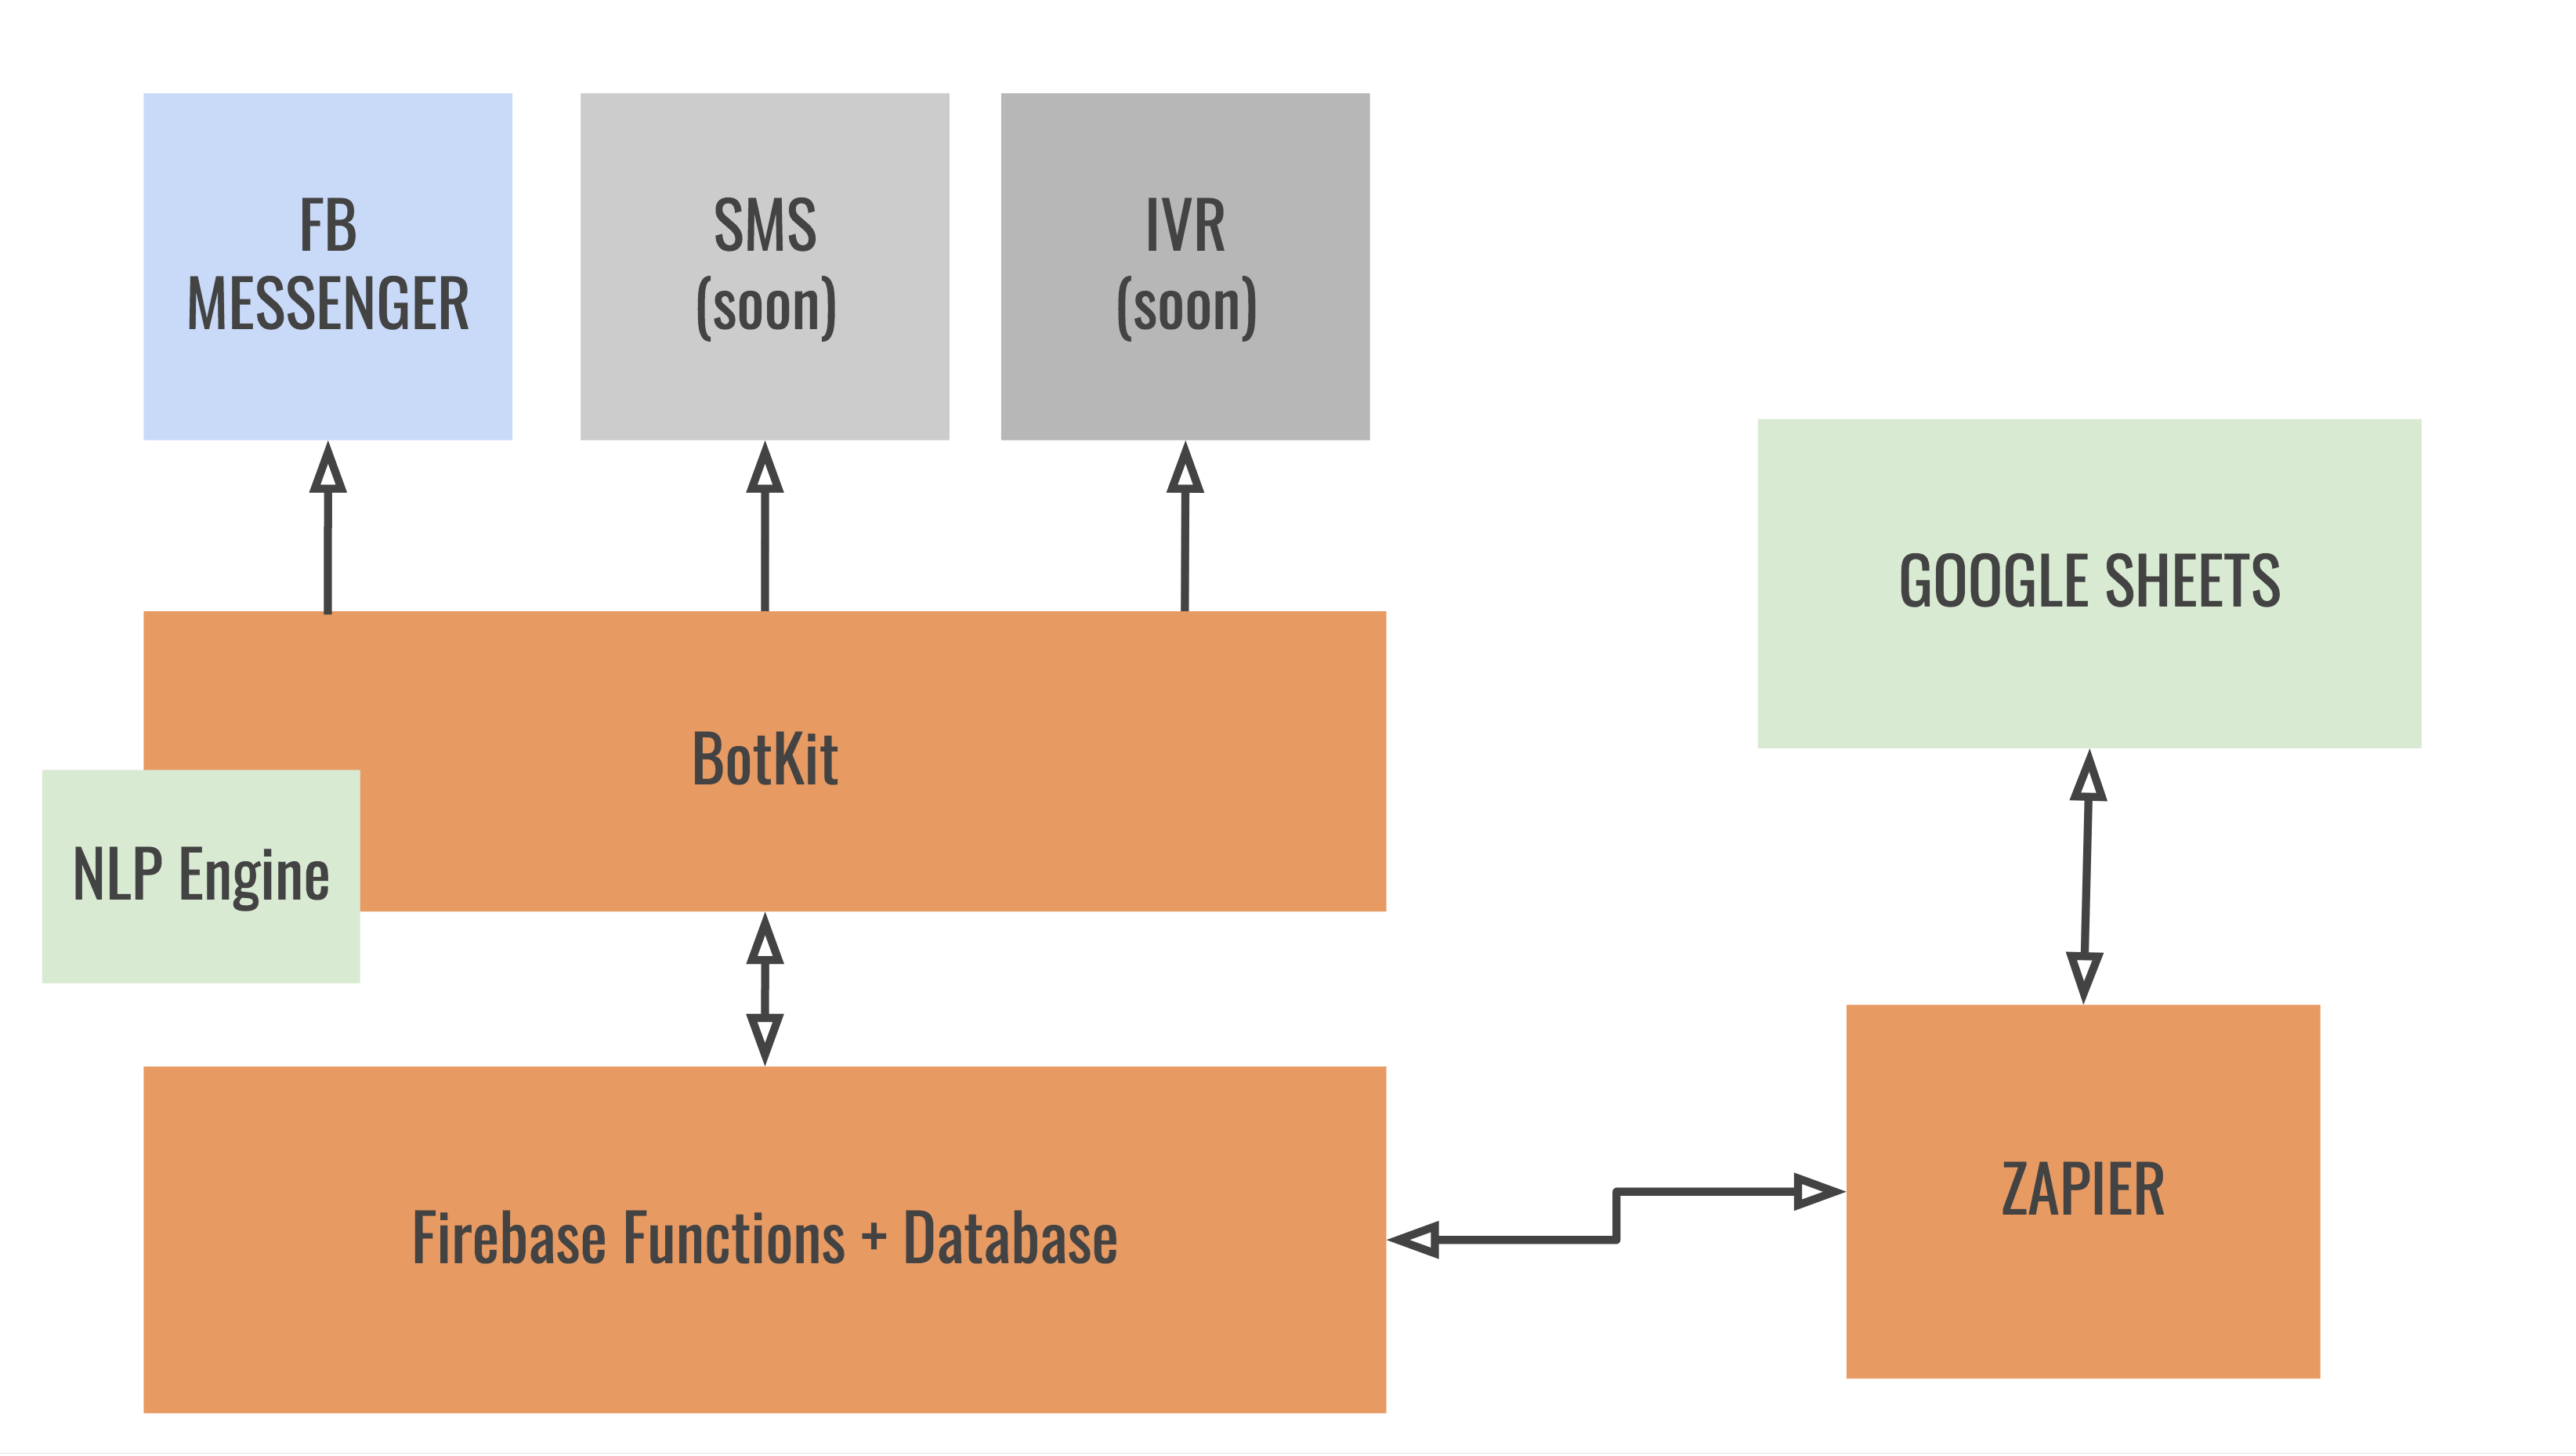 FB
MESSENGER
SMS
(soon)
IVR
(soon)
GOOGLE SHEETS
BotKit
NLP Engine
Firebase Functions + Database
ZAPIER